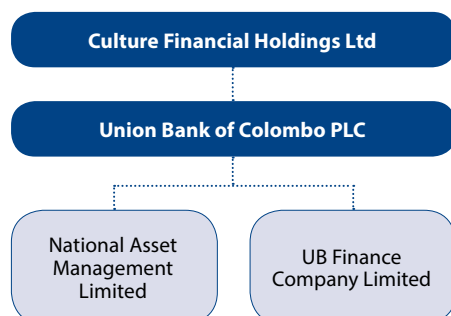 Culture Financial Holdings Ltd
Union Bank of Colombo PLC
National Asset
Management
Limited
UB Finance
Company Limited